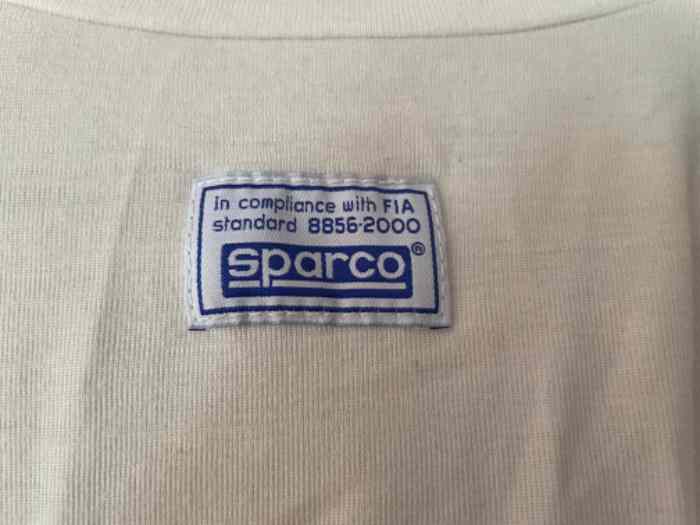 In compliance with FIA
standard 8856-2000
sparco®